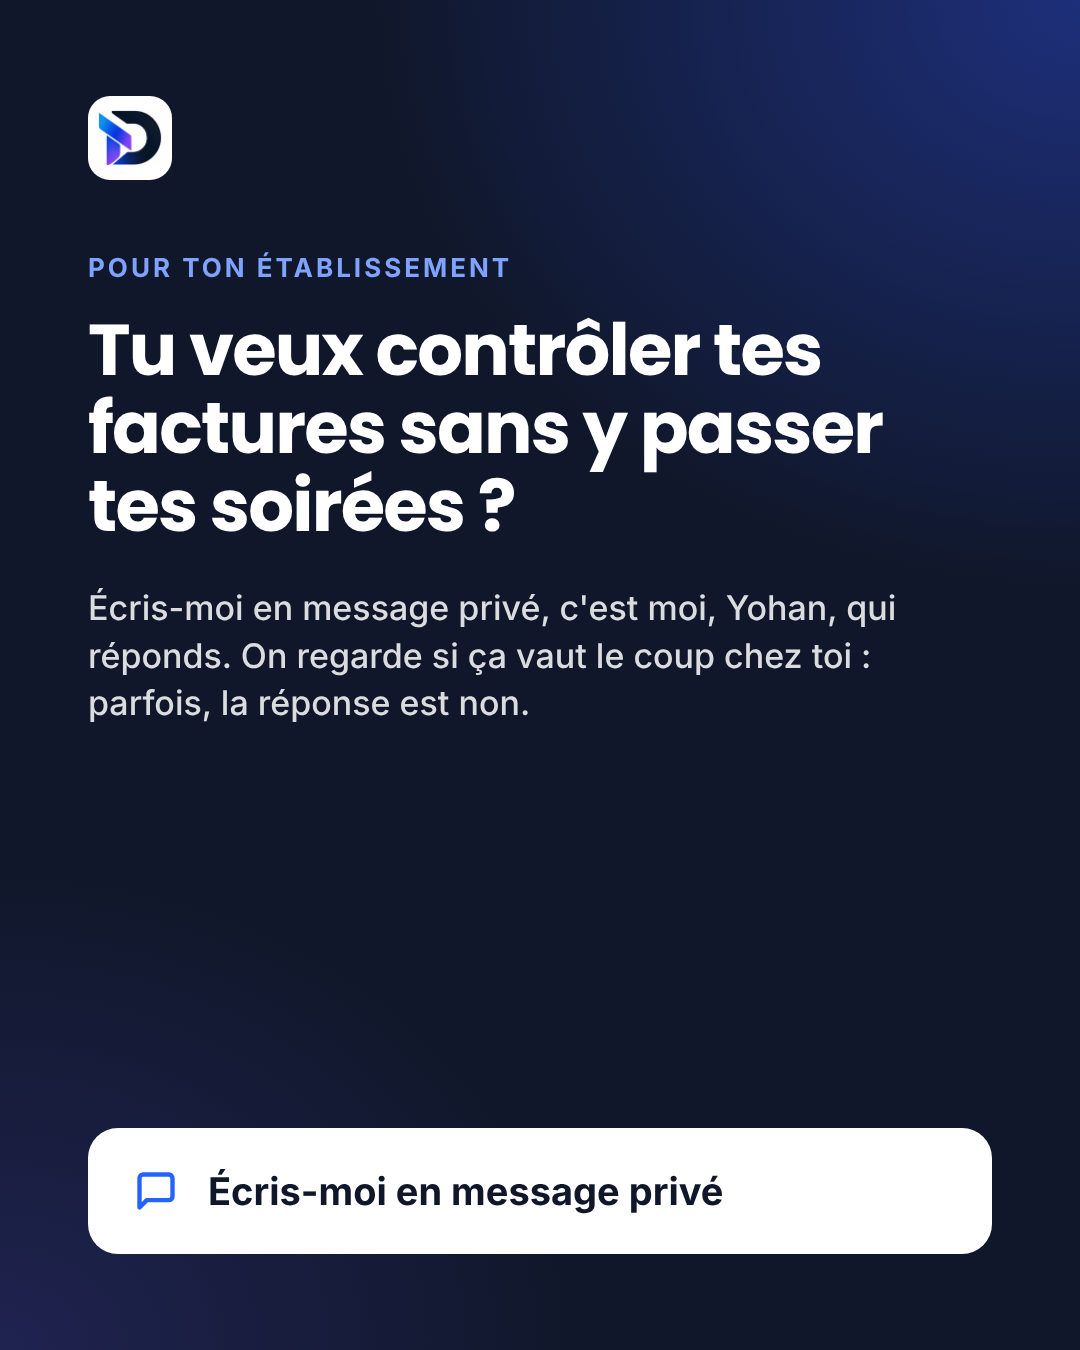 POUR TON ÉTABLISSEMENT
Tu veux contrôler tes
factures sans y passer
tes soirées ?
Écris-moi en message privé, c'est moi, Yohan, qui
réponds. On regarde si ça vaut le coup chez toi :
parfois, la réponse est non.
Écris-moi en message privé